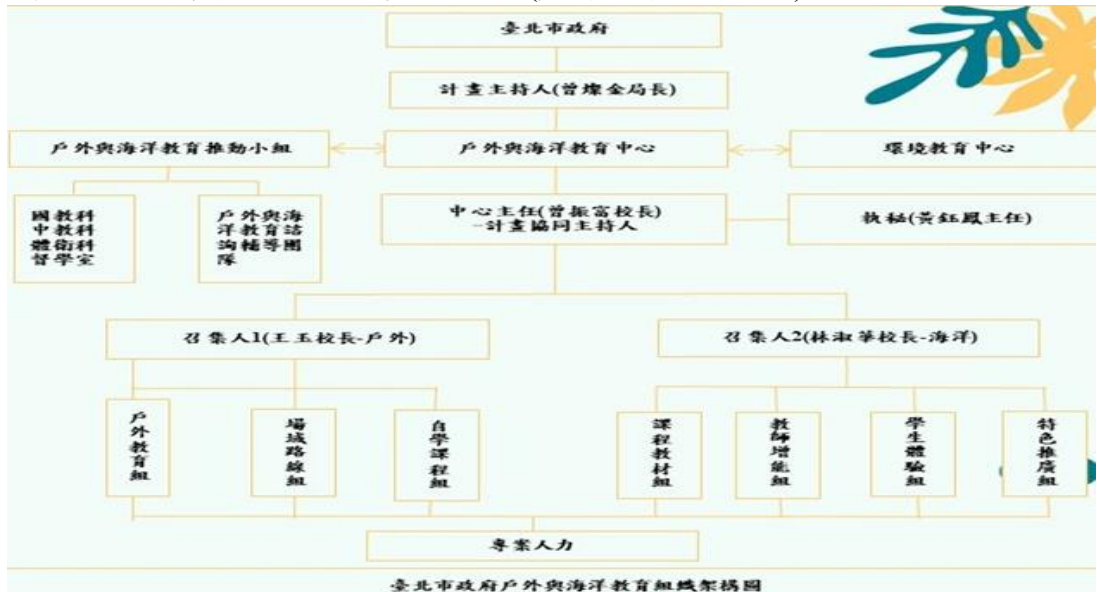 臺北市政府
計畫主持人(曾燦金局長)
戶外與海洋教育推動小組
戶外與海洋教育中心
環境教育中心
國教科
中教科
體衛科
督學室
戶外與海
洋教育諮
詢輔導團
隊
中心主任(曾振富校長)
-計畫協同主持人
執秘(黃鈺鳳主任)
召集人1(王玉校長-戶外)
召集人2(林淑華校長-海洋)
戶外教育組
場域路線組
自學課程組
課程教材組
教師增能組
學生體驗組
特色推廣組
專案人力
臺北市政府戶外與海洋教育組織架構圖